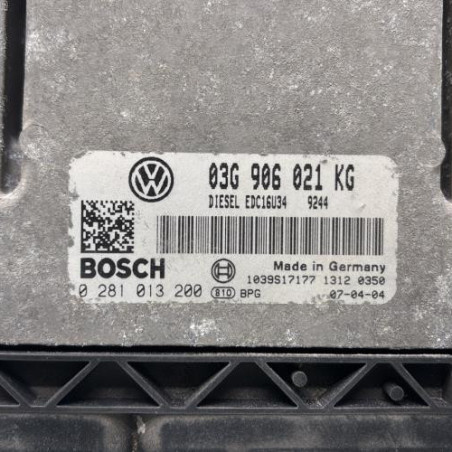 03G 906 021 KG
DIESEL EDC16U34 9244
BOSCH
Made in Germany
1039S17177 1312 0350
0 281 013 200 810 BPG 07-04-04